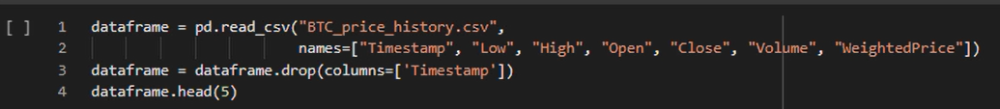 [ ] 1 dataframe = pd.read_csv("BTC_price_history.csv",
2 names=["Timestamp", "Low", "High", "Open", "Close", "Volume", "WeightedPrice"])
3 dataframe = dataframe.drop(columns=['Timestamp'])
4 dataframe.head(5)